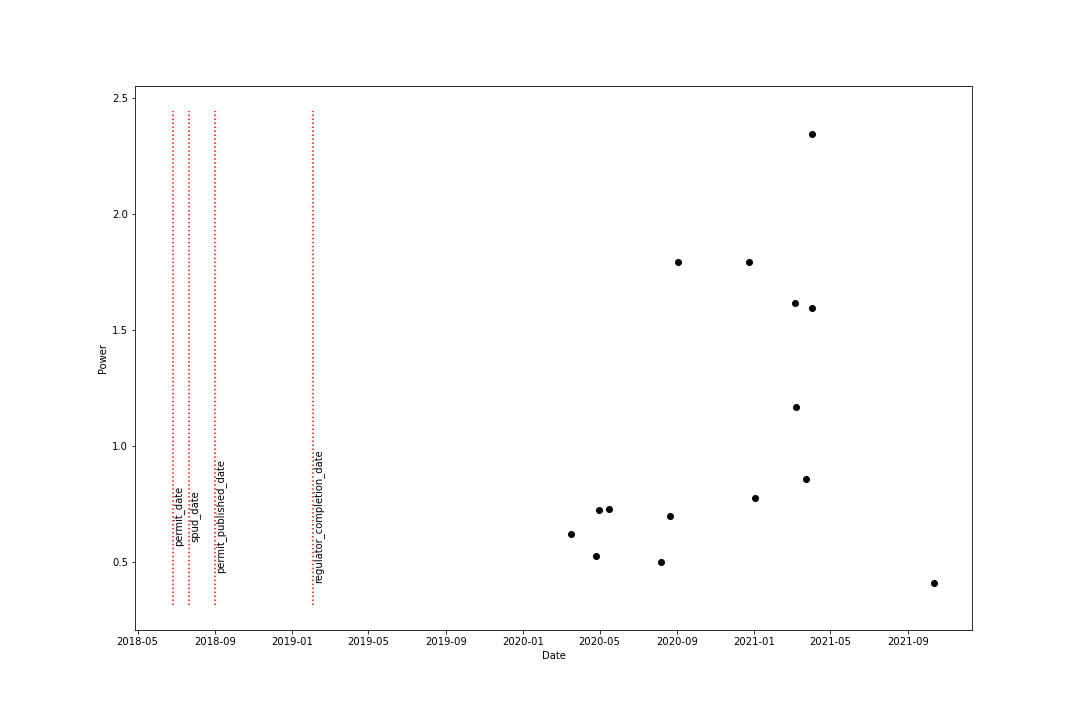 2.5
2.0
1.5
1.0
0.5
Power
permit_date
spud_date
permit_published_date
regulator_completion_date
2018-05
2018-09
2019-01
2019-05
2019-09
2020-01
2020-05
2020-09
2021-01
2021-05
2021-09
Date